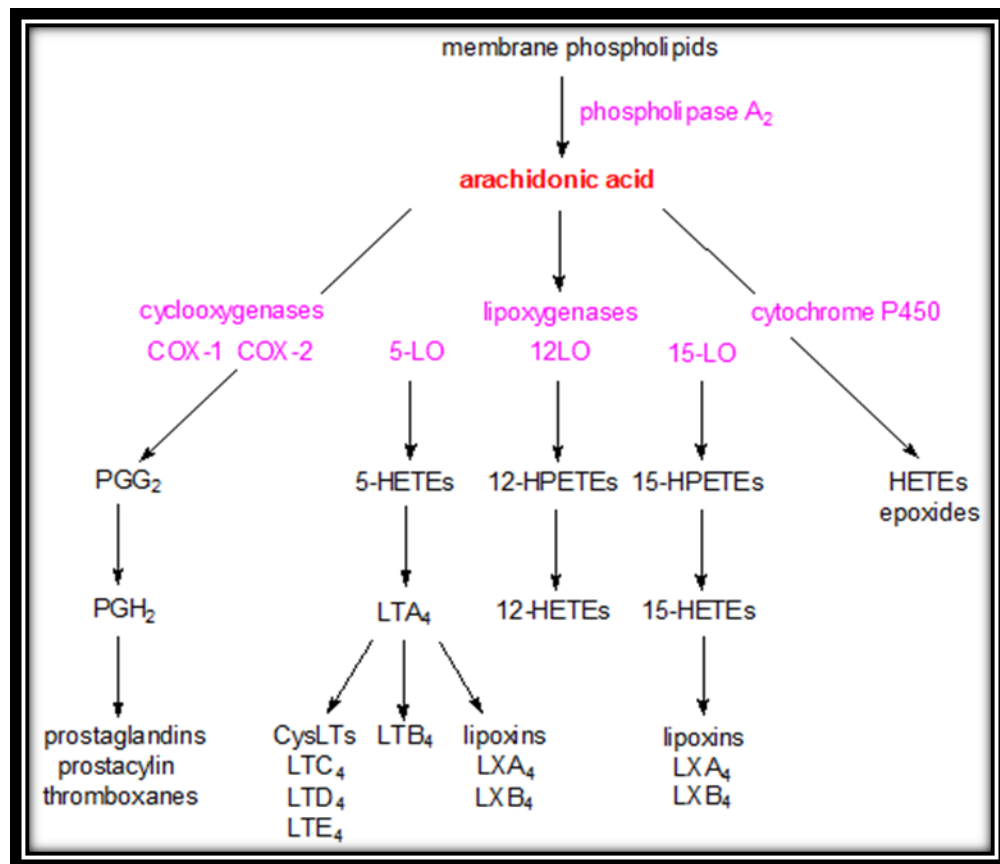 membrane phospholipids
phospholipase A₂
arachidonic acid
cyclooxygenases lipoxygenases cytochrome P450
COX-1 COX-2 5-LO 12LO 15-LO
PGG₂ 5-HETEs 12-HPETEs 15-HPETEs HETEs
epoxides
PGH₂ LTA₄ 12-HETEs 15-HETEs
prostaglandins CysLTs LTB₄ lipoxins lipoxins
prostacylin LTC₄ LXA₄ LXA₄
thromboxanes LTD₄ LXB₄ LXB₄
LTE₄